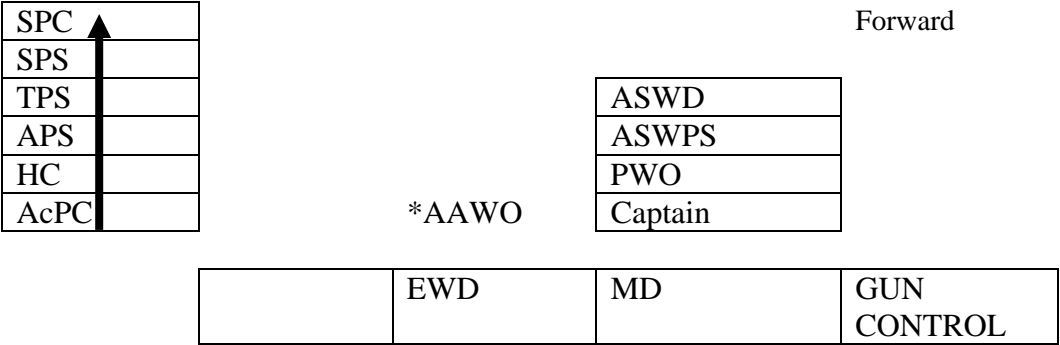 SPC Forward
SPS
TPS ASWD
APS ASWPS
HC PWO
AcPC *AAWO Captain
EWD MD GUN
CONTROL